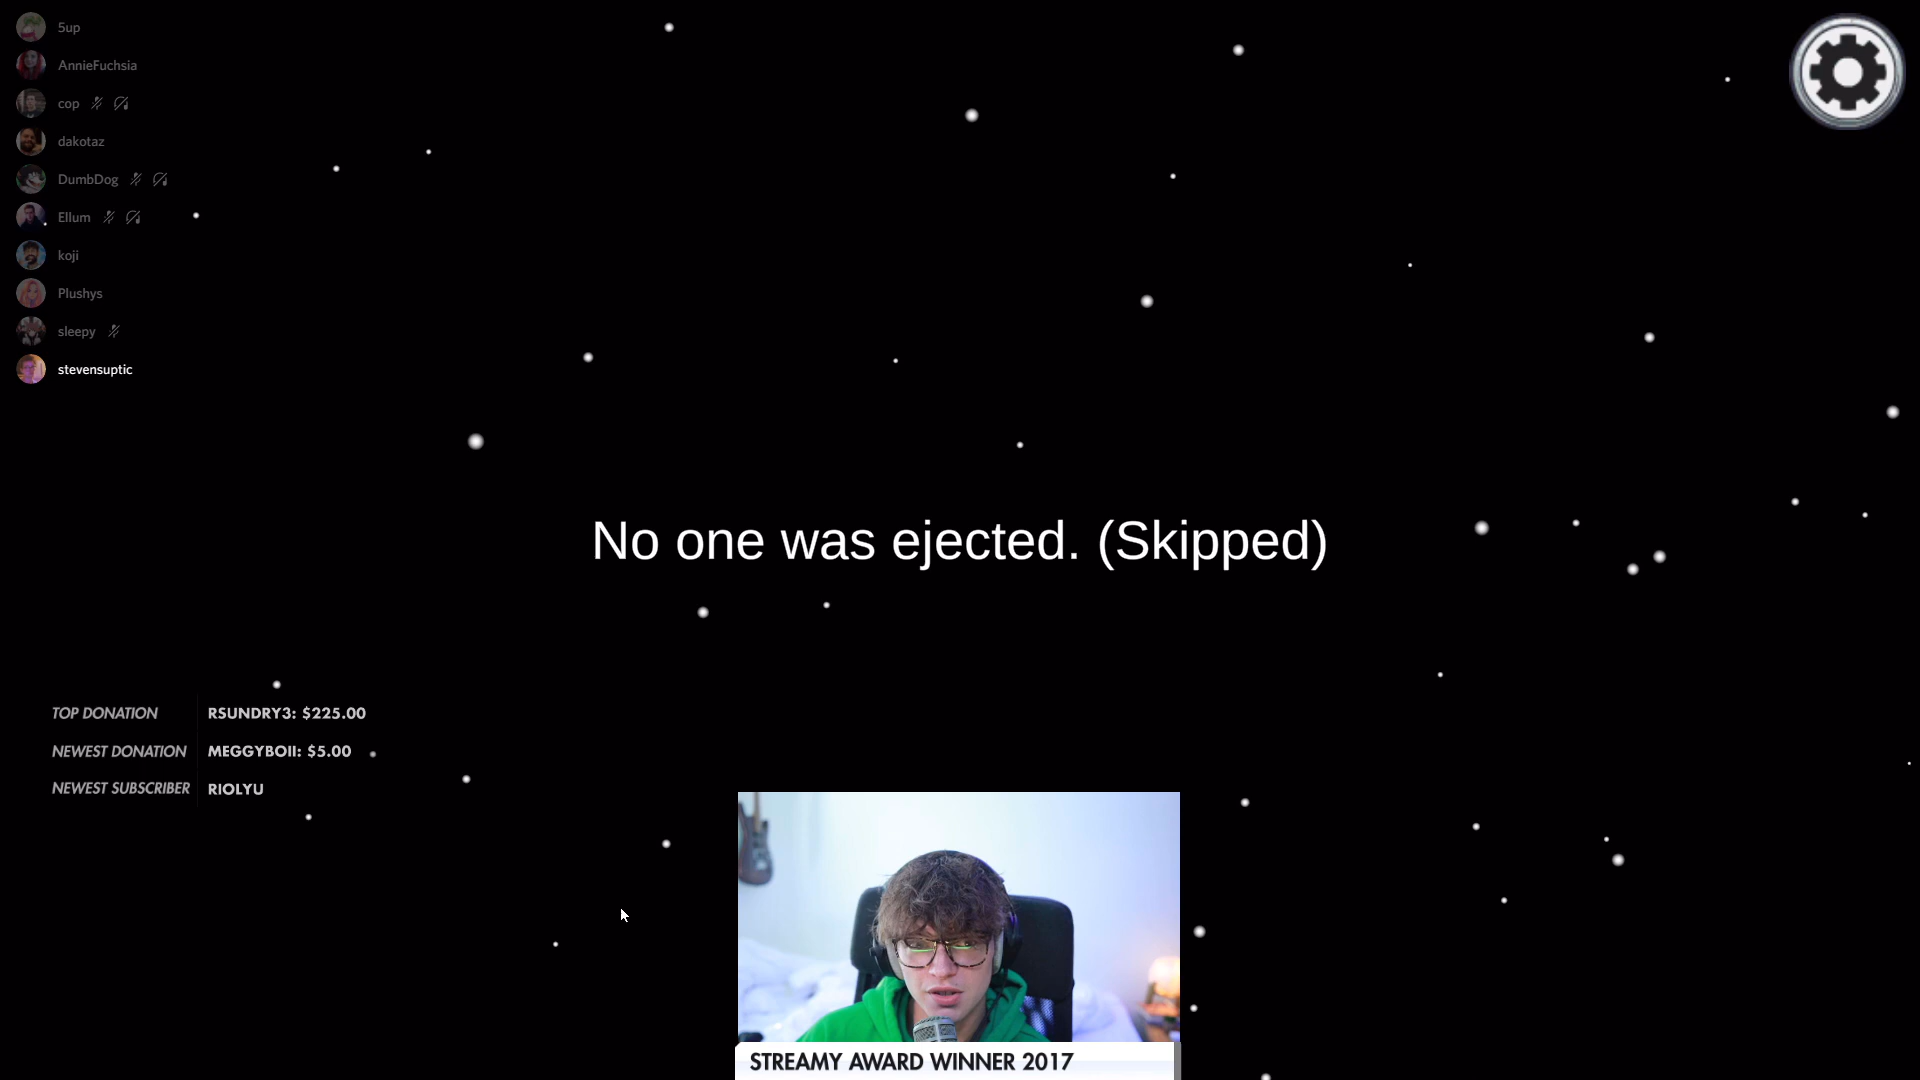 5up
AnnieFuchsia
cop
dakotaz
DumbDog
Ellum
koji
Plushys
sleepy
stevensuptic
No one was ejected. (Skipped)
TOP DONATION RSUNDRY3: $225.00
NEWEST DONATION MEGGYBOII: $5.00
NEWEST SUBSCRIBER RIOLYU
STREAMY AWARD WINNER 2017